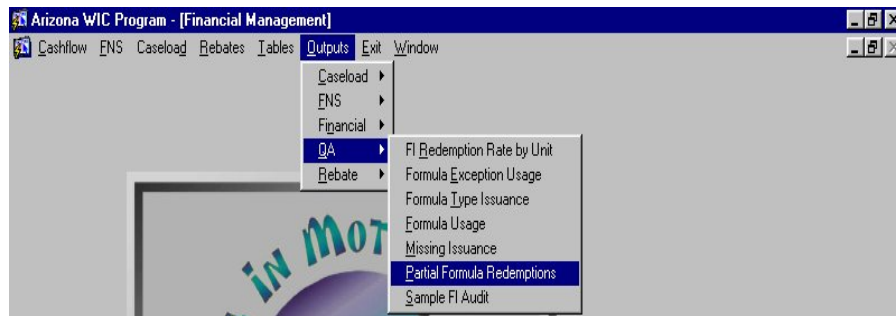 Arizona WIC Program - [Financial Management]
Cashflow FNS Caseload Rebates Tables Outputs Exit Window
Caseload
FNS
Financial
QA
Rebate
FI Redemption Rate by Unit
Formula Exception Usage
Formula Type Issuance
Formula Usage
Missing Issuance
Partial Formula Redemptions
Sample FI Audit
in MOT